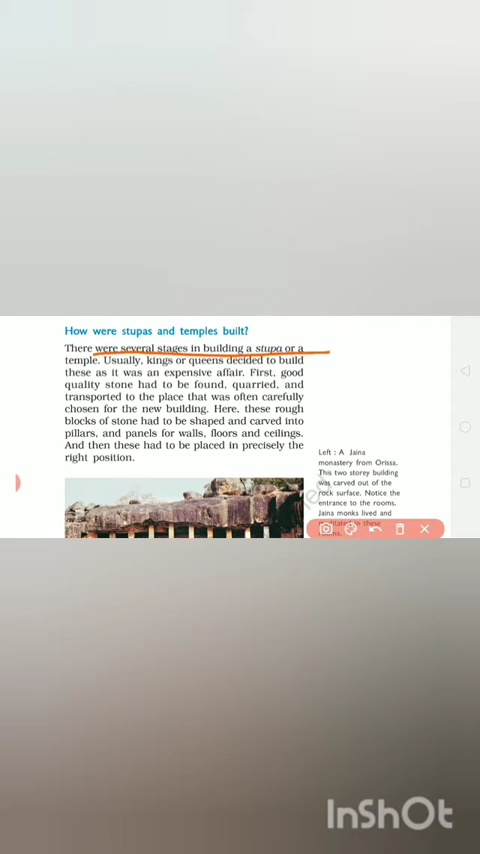 How were stupas and temples built?
There were several stages in building a stupa or a
temple. Usually, kings or queens decided to build
these as it was an expensive affair. First, good
quality stone had to be found, quarried, and
transported to the place that was often carefully
chosen for the new building. Here, these rough
blocks of stone had to be shaped and carved into
pillars, and panels for walls, floors and ceilings.
And then these had to be placed in precisely the
right position.
Left : A Jaina
monastery from Orissa.
This two storey building
was carved out of the
rock surface. Notice the
entrance to the rooms.
Jaina monks lived and
in these
InShOt